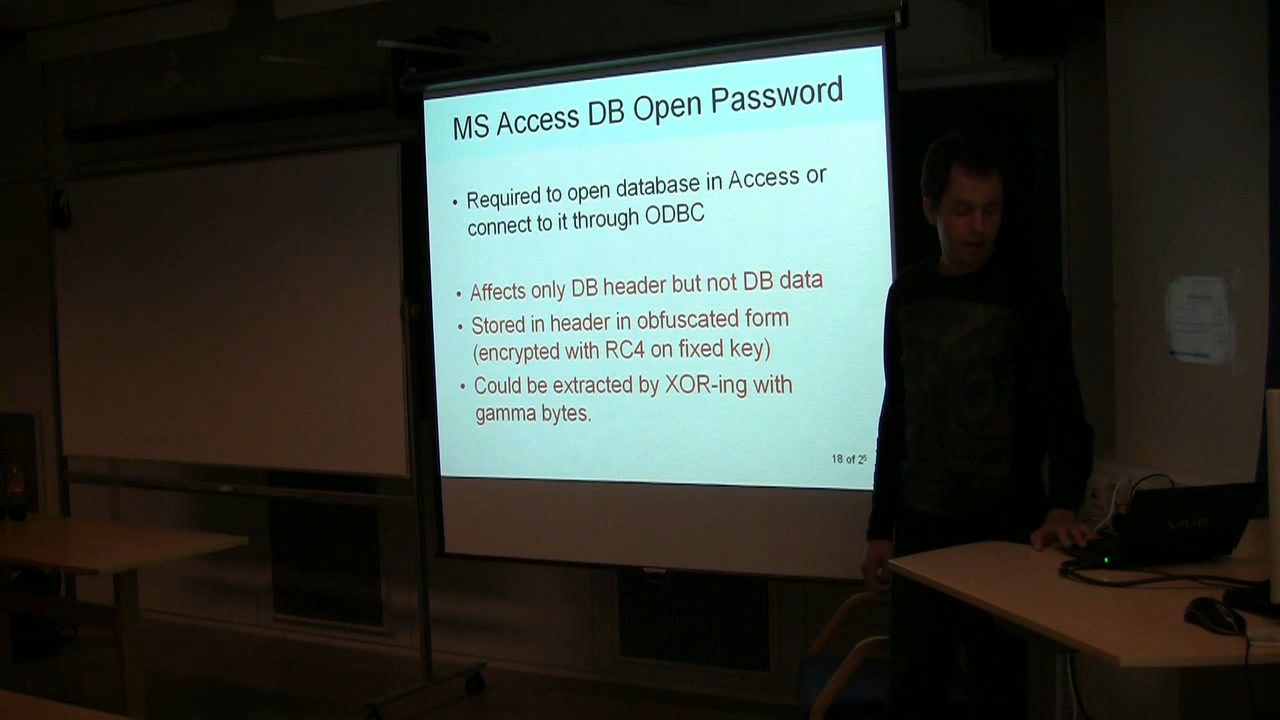 MS Access DB Open Password
• Required to open database in Access or
connect to it through ODBC
• Affects only DB header but not DB data
• Stored in header in obfuscated form
(encrypted with RC4 on fixed key)
• Could be extracted by XOR-ing with
gamma bytes.
18 of 25
VAIO